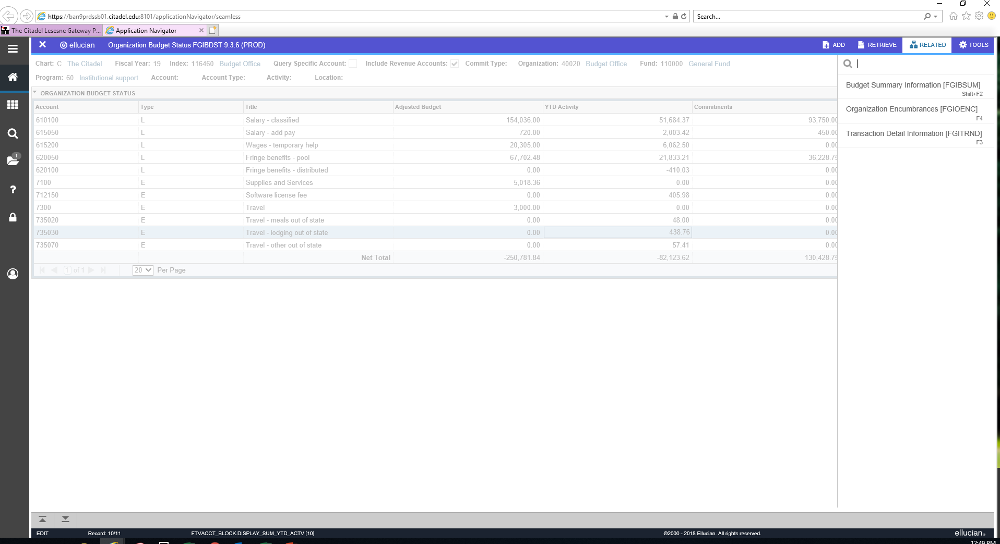 https://ban9prdssb01.citadel.edu:8101/applicationNavigator/seamless
Search...
The Citadel Lesesne Gateway P...
Application Navigator
ellucian Organization Budget Status FGIBDST 9.3.6 (PROD)
ADD RETRIEVE RELATED TOOLS
Chart: C The Citadel Fiscal Year: 19 Index: 116460 Budget Office Query Specific Account: Include Revenue Accounts: Commit Type: Organization: 40020 Budget Office Fund: 110000 General Fund
Program: 60 Institutional support Account: Account Type: Activity: Location:
ORGANIZATION BUDGET STATUS
Account Type Title Adjusted Budget YTD Activity Commitments
610100 L Salary - classified 154,036.00 51,684.37 93,750.00
615050 L Salary - add pay 720.00 2,003.42 450.00
615200 L Wages - temporary help 20,305.00 6,062.50 0.00
620050 L Fringe benefits - pool 67,702.48 21,833.21 36,228.75
620100 L Fringe benefits - distributed 0.00 -410.03 0.00
7100 E Supplies and Services 5,018.36 0.00 0.00
712150 E Software license fee 0.00 405.98 0.00
7300 E Travel 3,000.00 0.00 0.00
735020 E Travel - meals out of state 0.00 48.00 0.00
735030 E Travel - lodging out of state 0.00 438.76 0.00
735070 E Travel - other out of state 0.00 57.41 0.00
Net Total -250,781.84 -82,123.62 130,428.75
1 of 1 20 Per Page
Budget Summary Information [FGIBSUM]
Shift+F2
Organization Encumbrances [FGIOENC]
F4
Transaction Detail Information [FGITRND]
F3
1
?
EDIT Record: 10/11 FTVACCT_BLOCK.DISPLAY_SUM_YTD_ACTV [10] ©2000 - 2018 Ellucian. All rights reserved. ellucian
12:49 PM